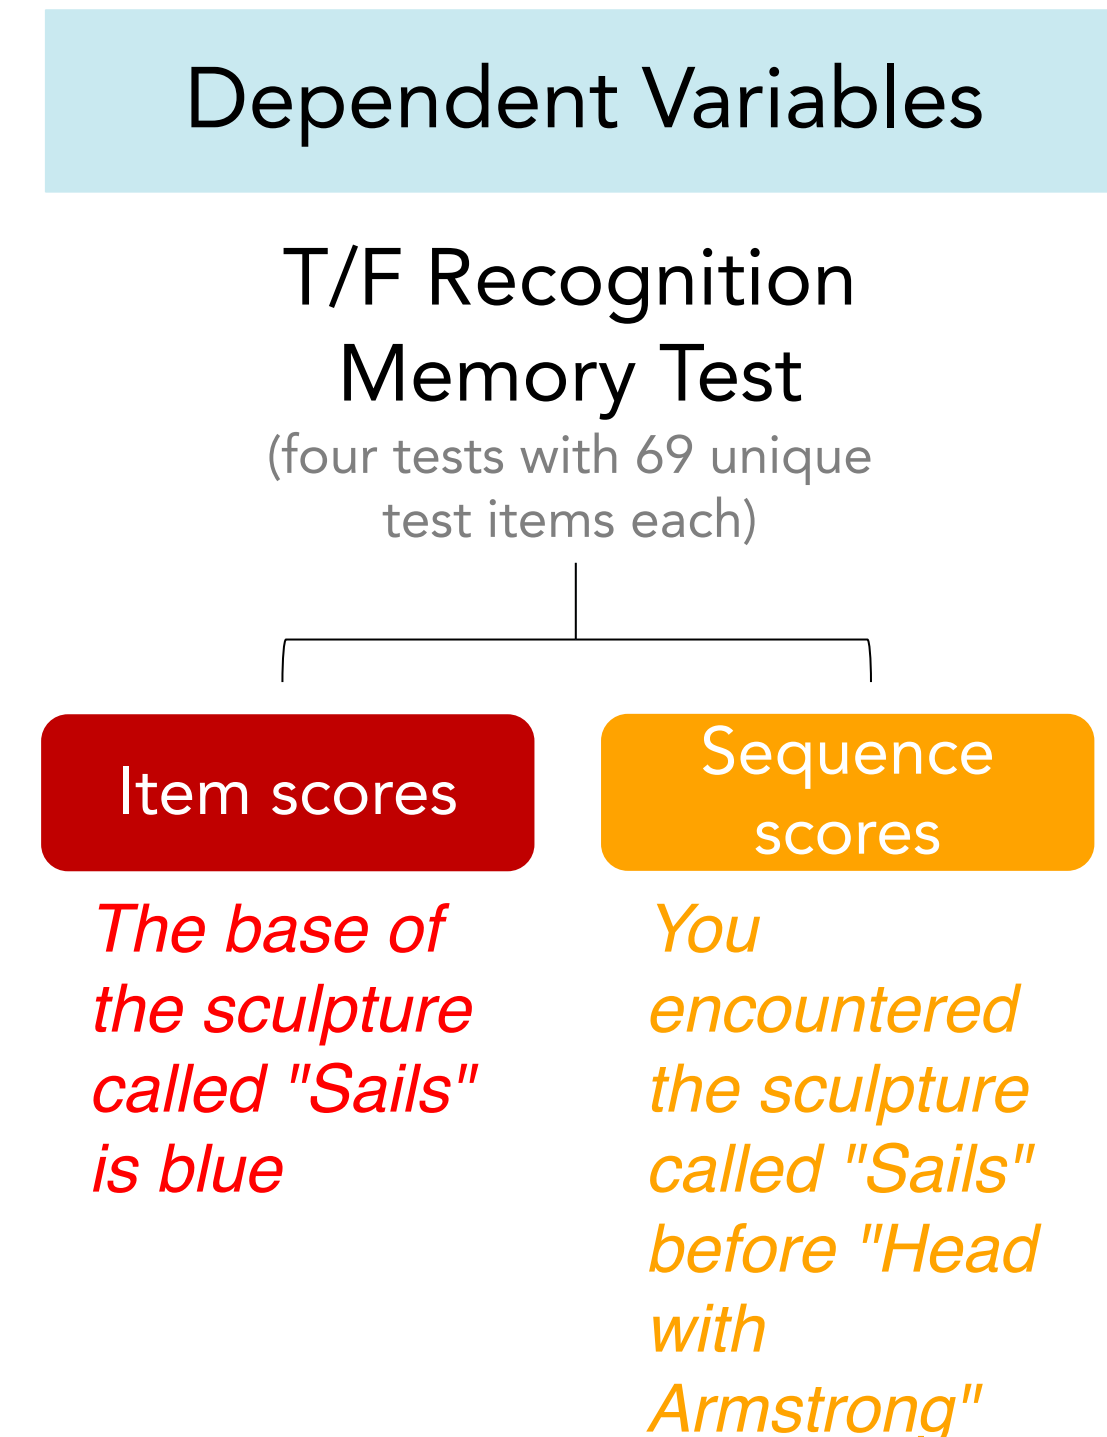 Dependent Variables
T/F Recognition
Memory Test
(four tests with 69 unique
test items each)
Item scores
The base of
the sculpture
called "Sails"
is blue
Sequence
scores
You
encountered
the sculpture
called "Sails"
before "Head
with
Armstrong"